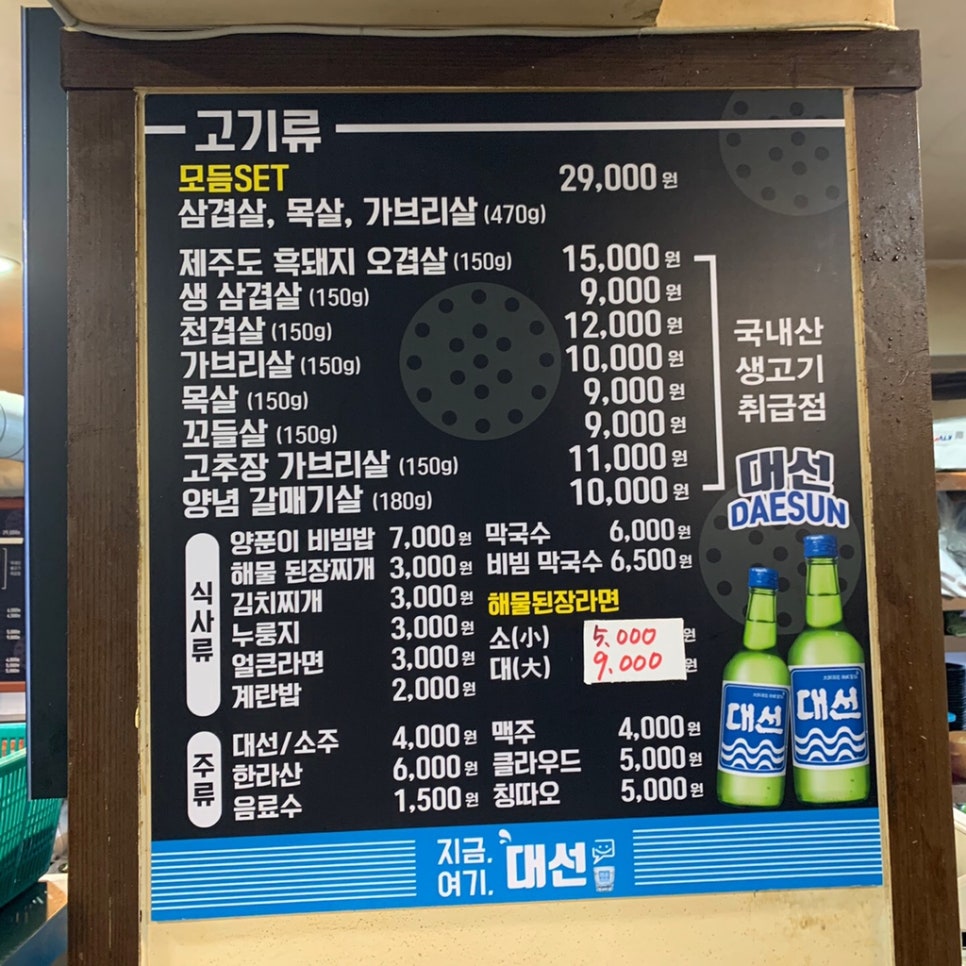 고기류
모듬SET 29,000원
삼겹살, 목살, 가브리살 (470g)
제주도 흑돼지 오겹살 (150g) 15,000원
생 삼겹살 (150g) 9,000원
천겹살 (150g) 12,000원
가브리살 (150g) 10,000원
목살 (150g) 9,000원
꼬들살 (150g) 9,000원
고추장 가브리살 (150g) 11,000원
양념 갈매기살 (180g) 10,000원
국내산
생고기
취급점
대선
DAESUN
식사류
양푼이 비빔밥 7,000원
해물 된장찌개 3,000원
김치찌개 3,000원
누룽지 3,000원
얼큰라면 3,000원
계란밥 2,000원
막국수 6,000원
비빔 막국수 6,500원
해물된장라면
소(小) 5.000원
대(大) 9.000원
주류
대선/소주 4,000원
한라산 6,000원
음료수 1,500원
맥주 4,000원
클라우드 5,000원
칭따오 5,000원
대선
대선
지금,
여기,
대선